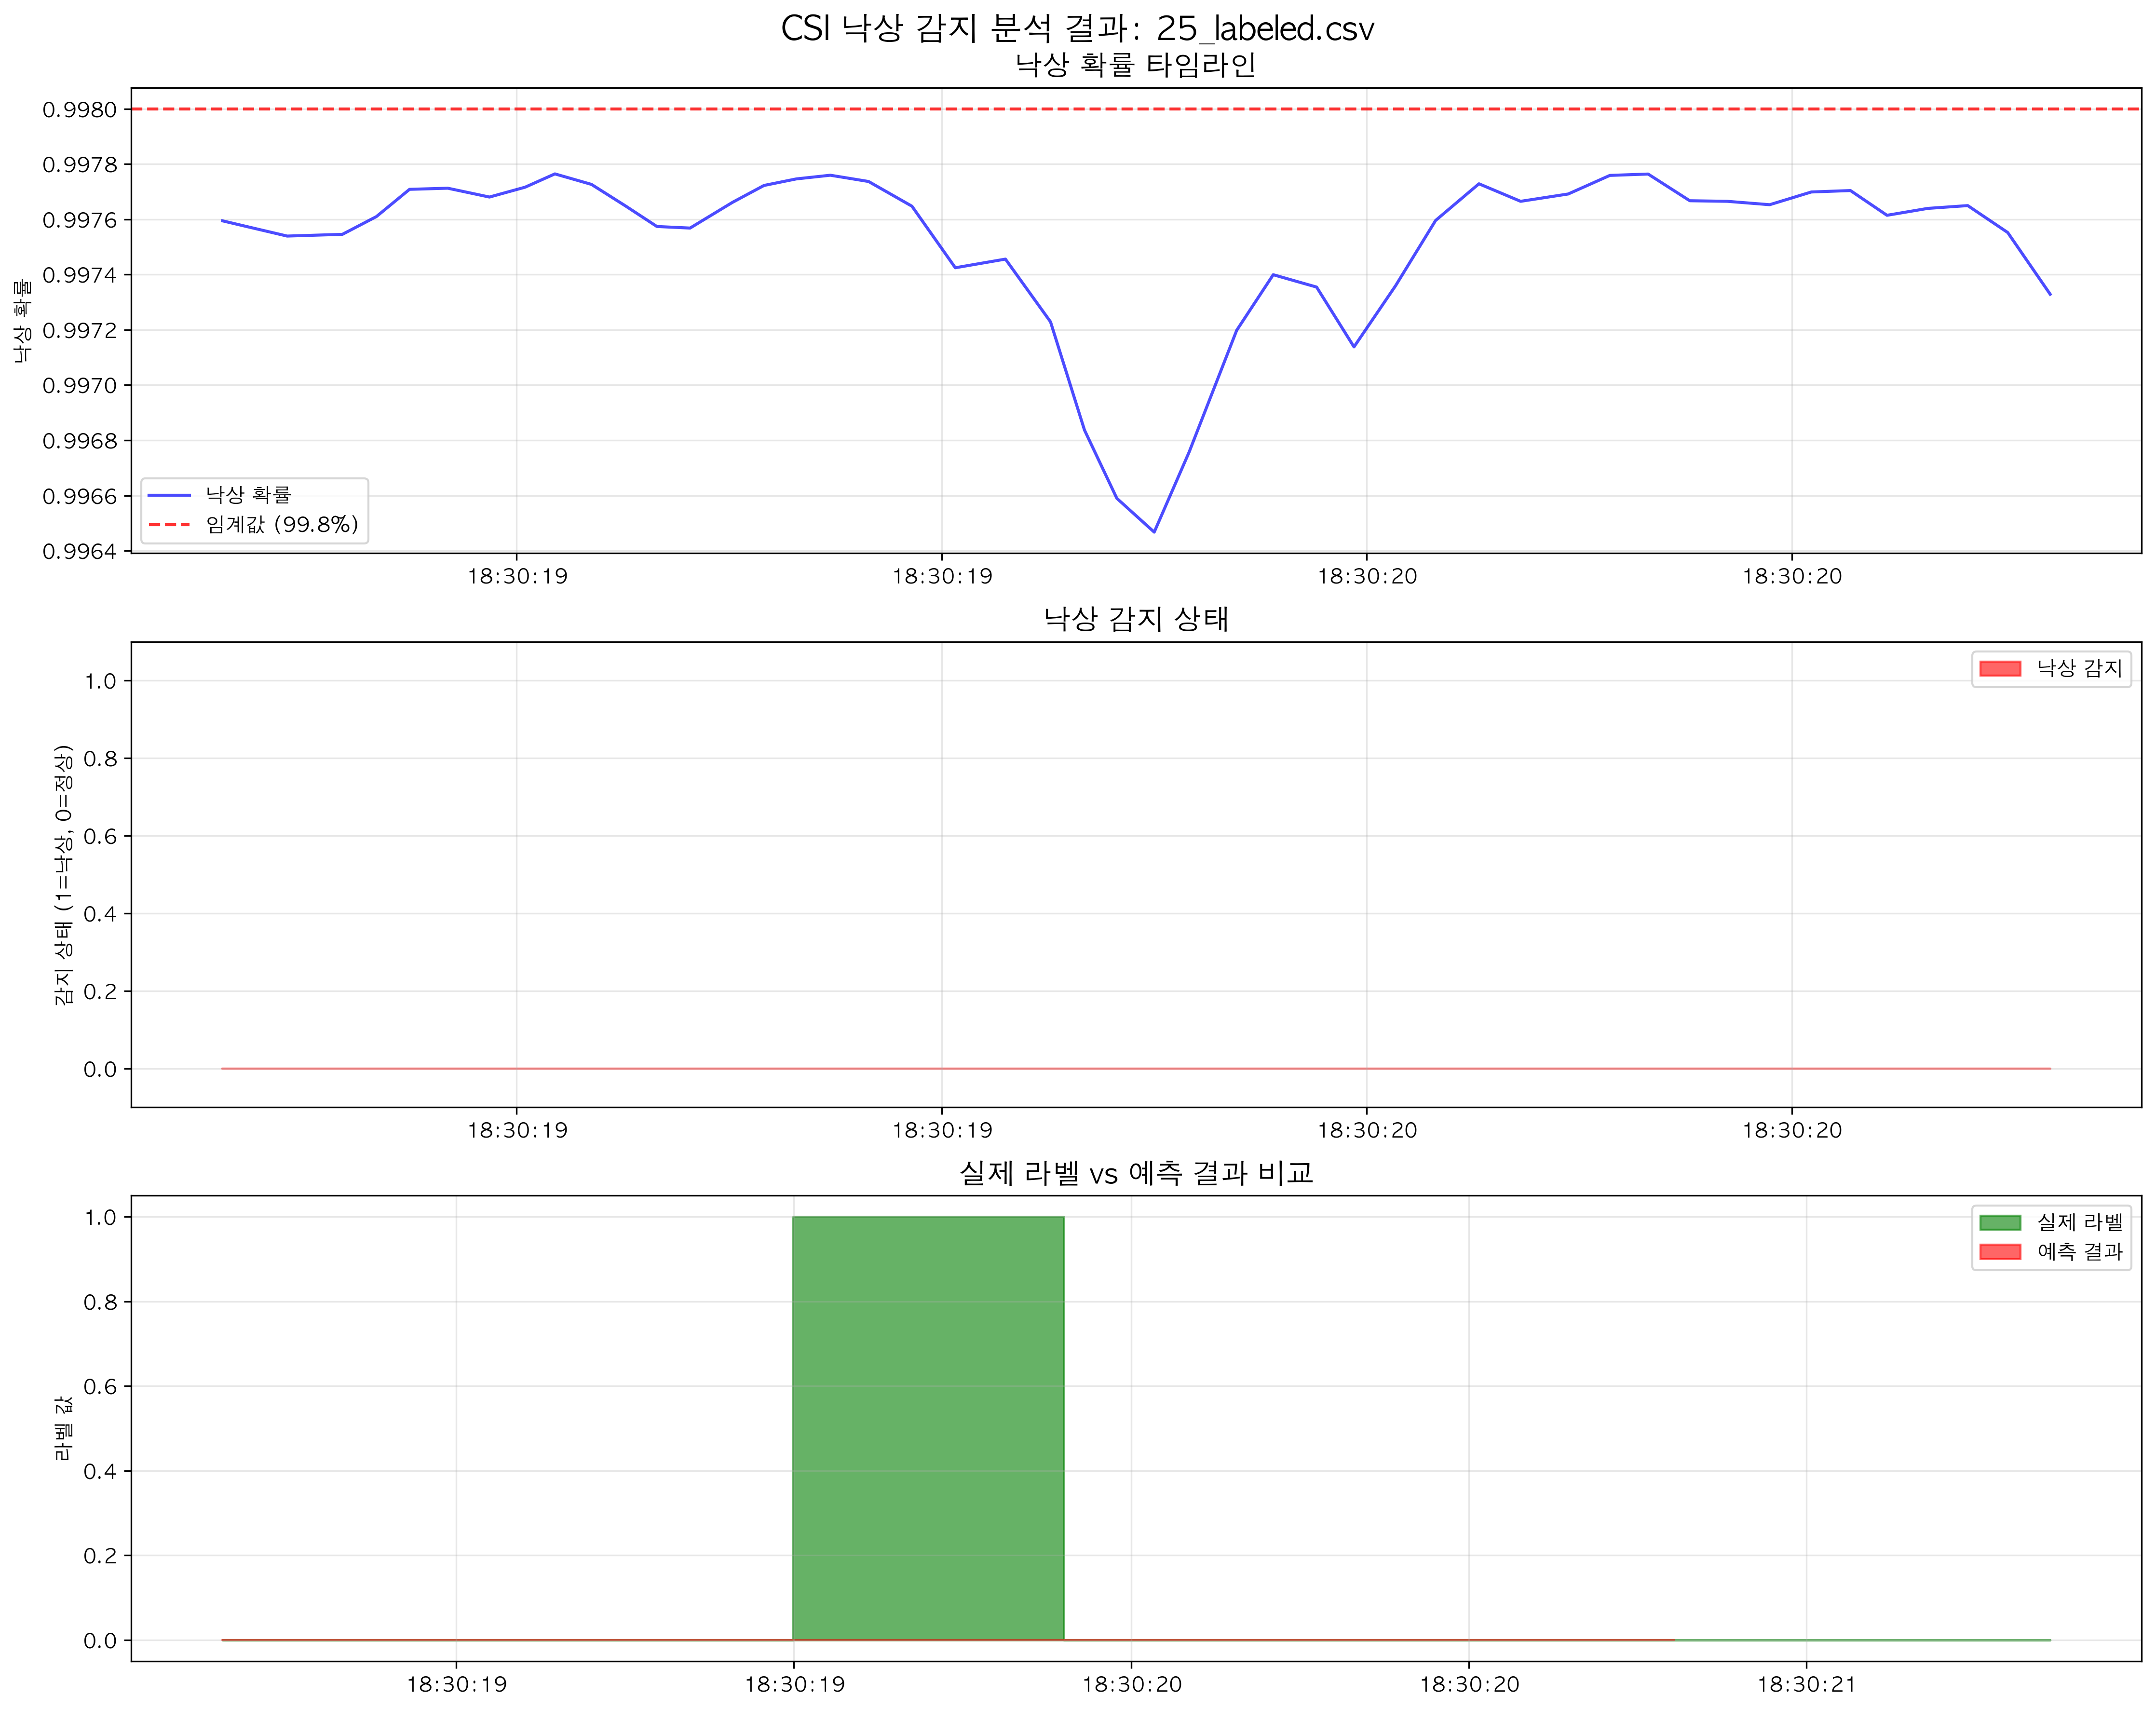 CSI 낙상 감지 분석 결과: 25_labeled.csv
낙상 확률 타임라인
낙상 확률
0.9980
0.9978
0.9976
0.9974
0.9972
0.9970
0.9968
0.9966
0.9964
낙상 확률
임계값 (99.8%)
18:30:19 18:30:19 18:30:20 18:30:20
낙상 감지 상태
감지 상태 (1=낙상, 0=정상)
1.0
0.8
0.6
0.4
0.2
0.0
낙상 감지
18:30:19 18:30:19 18:30:20 18:30:20
실제 라벨 vs 예측 결과 비교
라벨 값
1.0
0.8
0.6
0.4
0.2
0.0
실제 라벨
예측 결과
18:30:19 18:30:19 18:30:20 18:30:20 18:30:21